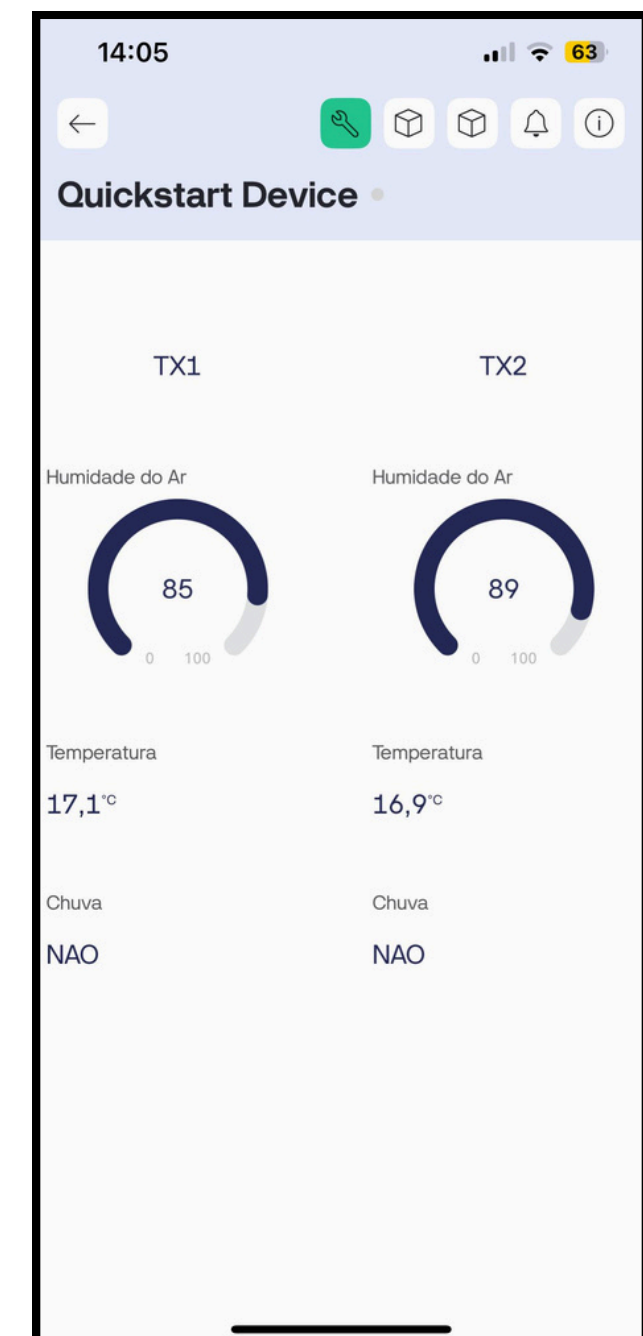 14:05 63
Quickstart Device
TX1 TX2
Humidade do Ar Humidade do Ar
85 89
0 100 0 100
Temperatura Temperatura
17,1°C 16,9°C
Chuva Chuva
NAO NAO